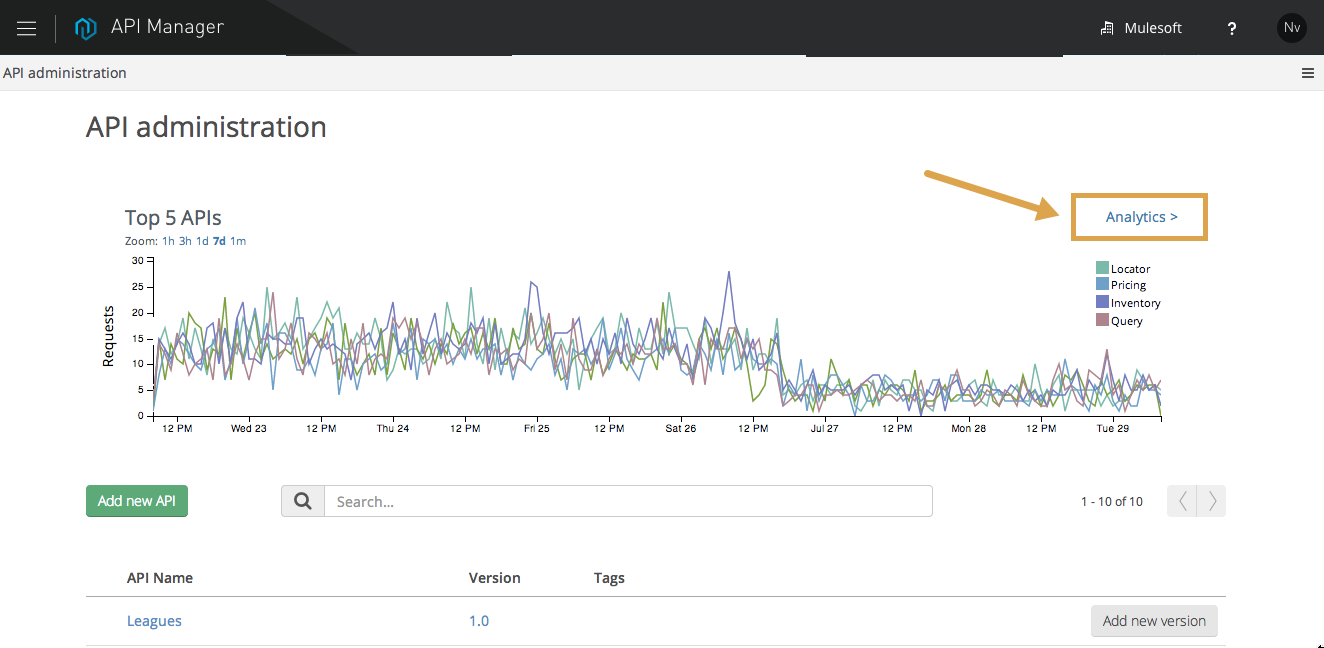 API Manager
Mulesoft
?
Nv
API administration
API administration
Top 5 APIs
Analytics >
Zoom: 1h 3h 1d 7d 1m
30
25
20
15
10
5
0
Requests
Locator
Pricing
Inventory
Query
12 PM Wed 23 12 PM Thu 24 12 PM Fri 25 12 PM Sat 26 12 PM Jul 27 12 PM Mon 28 12 PM Tue 29
Add new API
Search...
1 - 10 of 10
API Name Version Tags
Leagues 1.0 Add new version